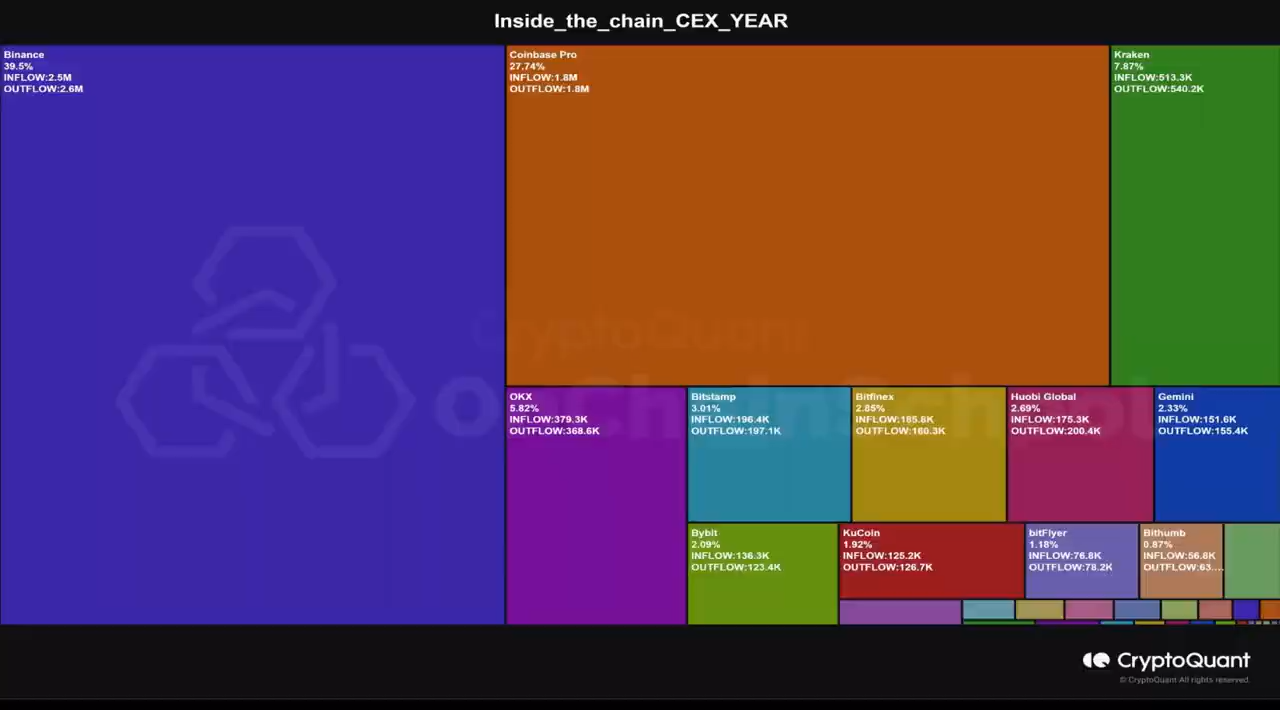 Inside_the_chain_CEX_YEAR
Binance
39.5%
INFLOW:2.5M
OUTFLOW:2.6M
Coinbase Pro
27.74%
INFLOW:1.8M
OUTFLOW:1.8M
Kraken
7.87%
INFLOW:513.3K
OUTFLOW:540.2K
CryptoQuant
OKX
5.82%
INFLOW:379.3K
OUTFLOW:368.6K
Bitstamp
3.01%
INFLOW:196.4K
OUTFLOW:197.1K
Bitfinex
2.85%
INFLOW:185.8K
OUTFLOW:180.3K
Huobi Global
2.69%
INFLOW:175.3K
OUTFLOW:200.4K
Gemini
2.33%
INFLOW:151.6K
OUTFLOW:155.4K
Bybit
2.09%
INFLOW:136.3K
OUTFLOW:123.4K
KuCoin
1.92%
INFLOW:125.2K
OUTFLOW:126.7K
bitFlyer
1.18%
INFLOW:76.8K
OUTFLOW:78.2K
Bithumb
0.87%
INFLOW:56.8K
OUTFLOW:63....
CryptoQuant
© CryptoQuant All rights reserved.